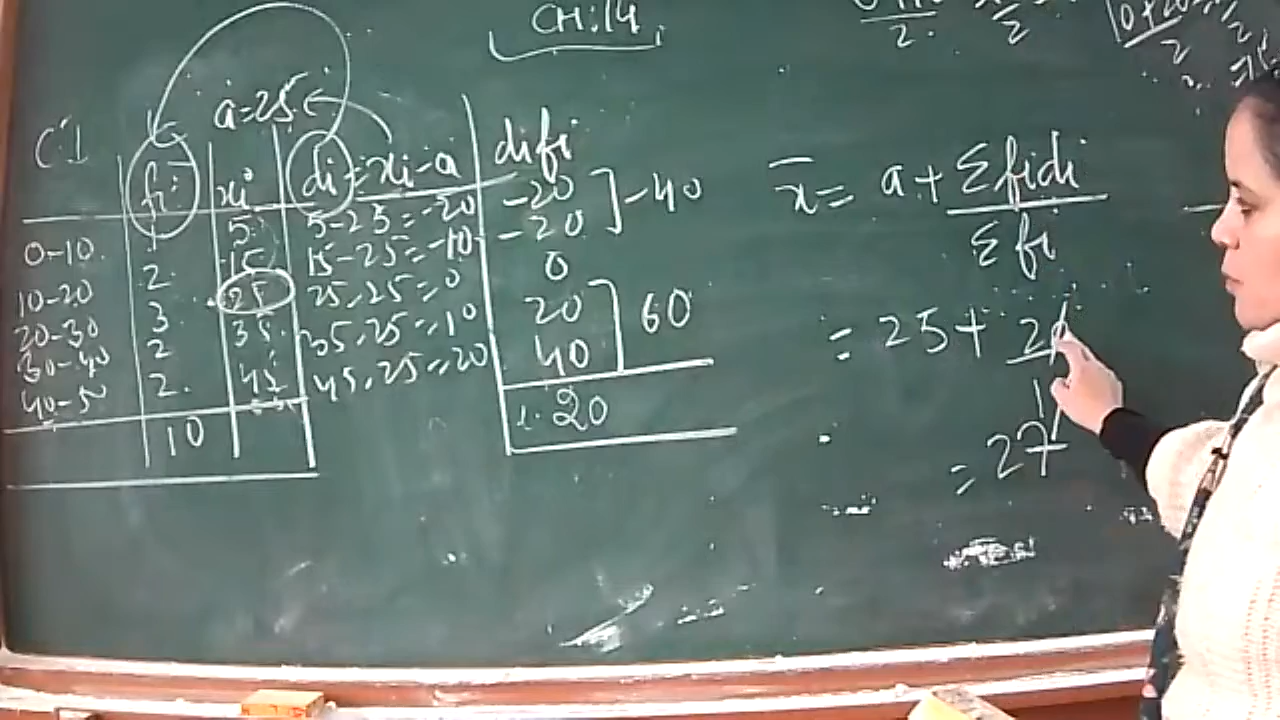 CH:14
a=25
C.I fi xi di = xi-a difi
0-10 1 5 5-25=-20 -20
10-20 2 15 15-25=-10 -20 ]-40
20-30 3 25 25-25=0 0
30-40 2 35 35-25=10 20
40-50 2 45 45-25=20 40 ]60
10 20
x̄ = a + Σfidi / Σfi
= 25 + 20 / 10
= 27